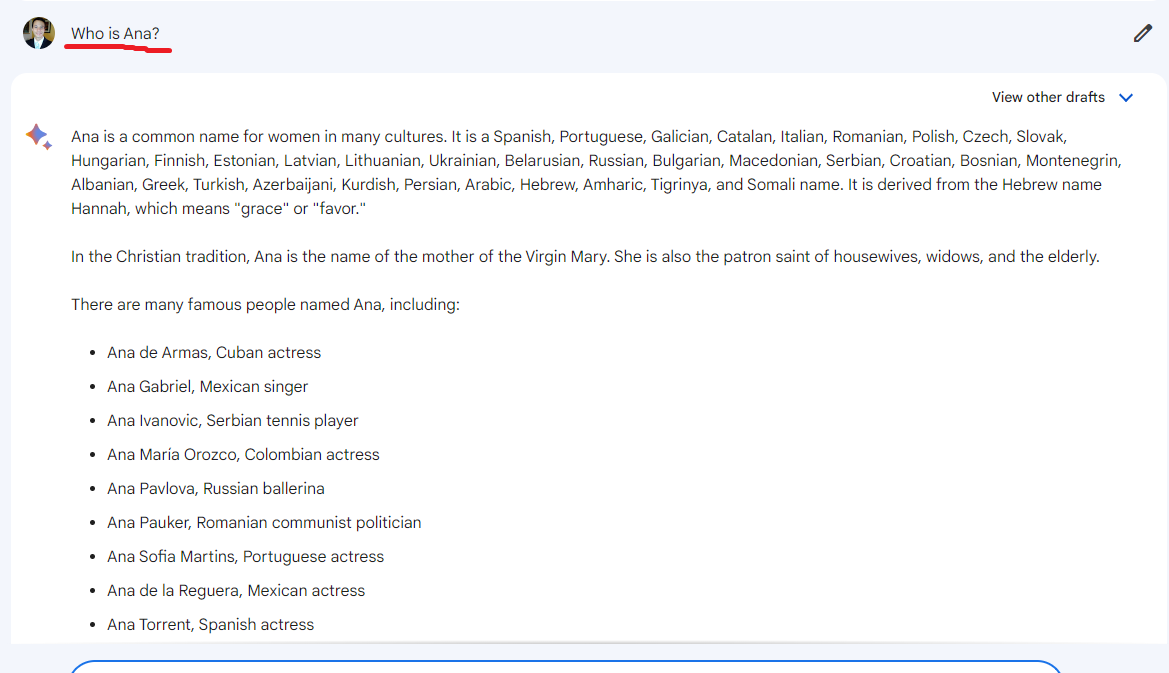 Who is Ana?
View other drafts
Ana is a common name for women in many cultures. It is a Spanish, Portuguese, Galician, Catalan, Italian, Romanian, Polish, Czech, Slovak,
Hungarian, Finnish, Estonian, Latvian, Lithuanian, Ukrainian, Belarusian, Russian, Bulgarian, Macedonian, Serbian, Croatian, Bosnian, Montenegrin,
Albanian, Greek, Turkish, Azerbaijani, Kurdish, Persian, Arabic, Hebrew, Amharic, Tigrinya, and Somali name. It is derived from the Hebrew name
Hannah, which means "grace" or "favor."
In the Christian tradition, Ana is the name of the mother of the Virgin Mary. She is also the patron saint of housewives, widows, and the elderly.
There are many famous people named Ana, including:
• Ana de Armas, Cuban actress
• Ana Gabriel, Mexican singer
• Ana Ivanovic, Serbian tennis player
• Ana María Orozco, Colombian actress
• Ana Pavlova, Russian ballerina
• Ana Pauker, Romanian communist politician
• Ana Sofia Martins, Portuguese actress
• Ana de la Reguera, Mexican actress
• Ana Torrent, Spanish actress